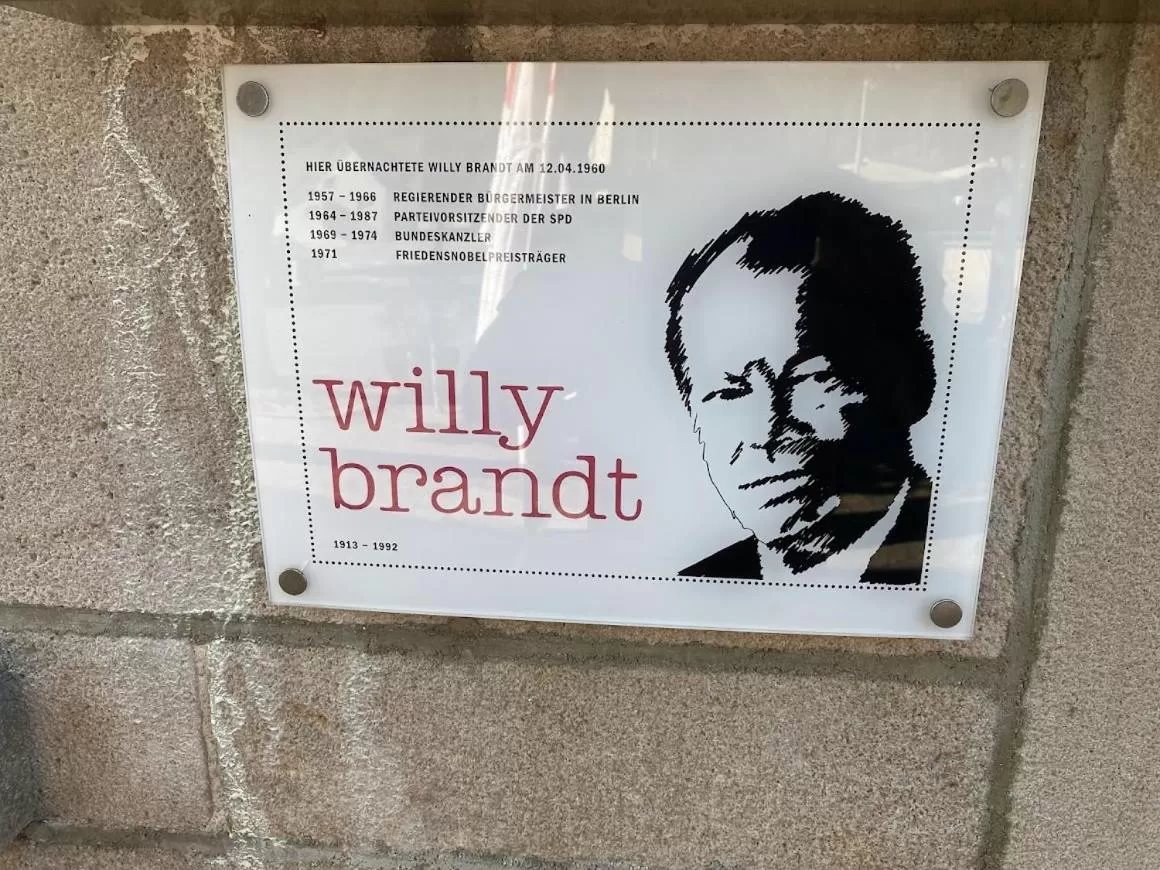 HIER ÜBERNACHTETE WILLY BRANDT AM 12.04.1960
1957 – 1966 REGIERENDER BÜRGERMEISTER IN BERLIN
1964 – 1987 PARTEIVORSITZENDER DER SPD
1969 – 1974 BUNDESKANZLER
1971 FRIEDENSNOBELPREISTRÄGER
willy
brandt
1913 – 1992